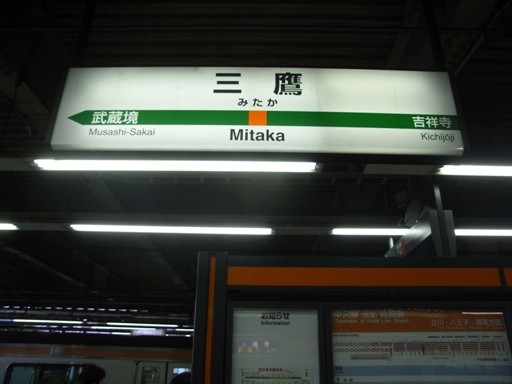 三 鷹
みたか
武蔵境
吉祥寺
Musashi-Sakai
Mitaka
Kichijōji
お知らせ
Information